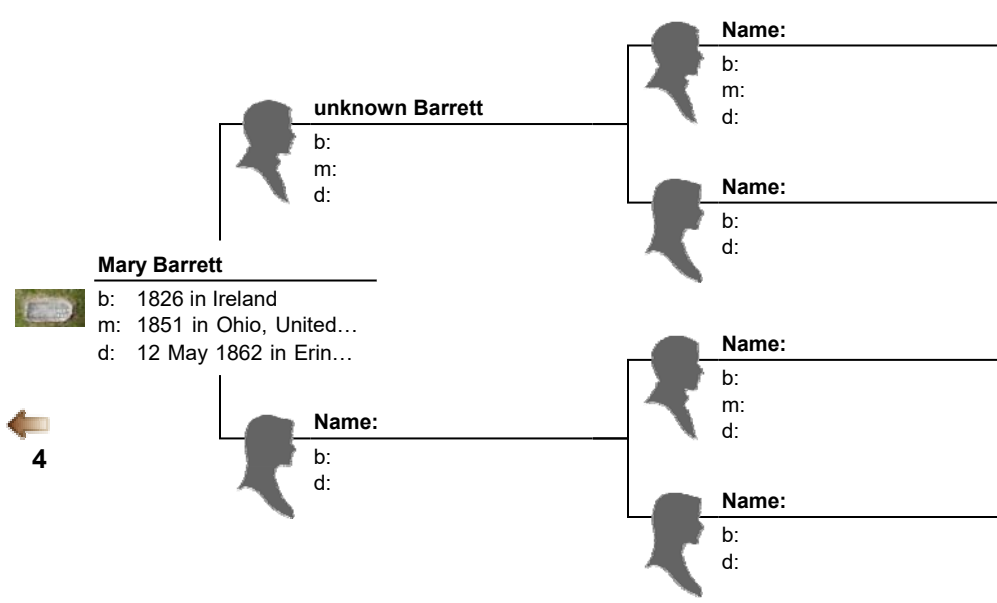 Name:
b:
m:
d:
unknown Barrett
b:
m:
d:
Name:
b:
d:
Mary Barrett
b: 1826 in Ireland
m: 1851 in Ohio, United…
d: 12 May 1862 in Erin…
Name:
b:
m:
d:
Name:
b:
d:
4
Name:
b:
d: